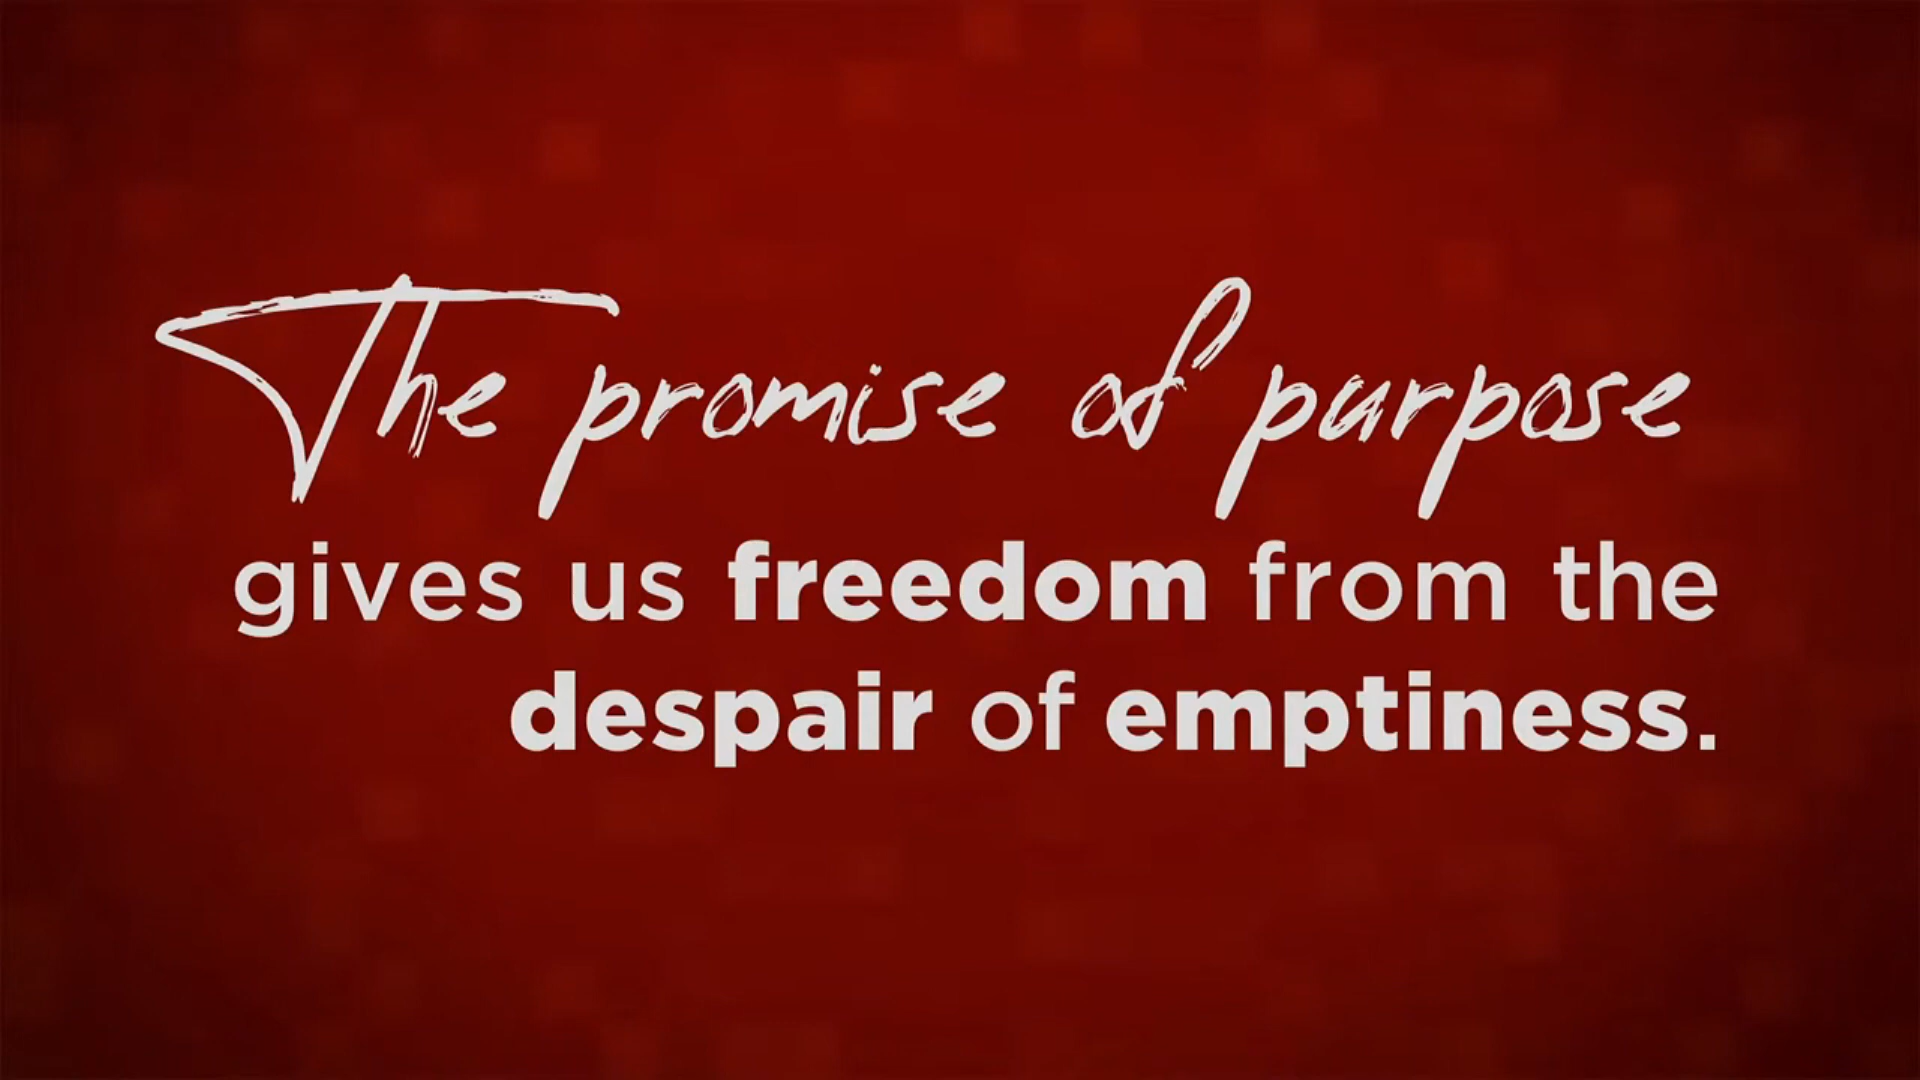 The promise of purpose
gives us freedom from the
despair of emptiness.